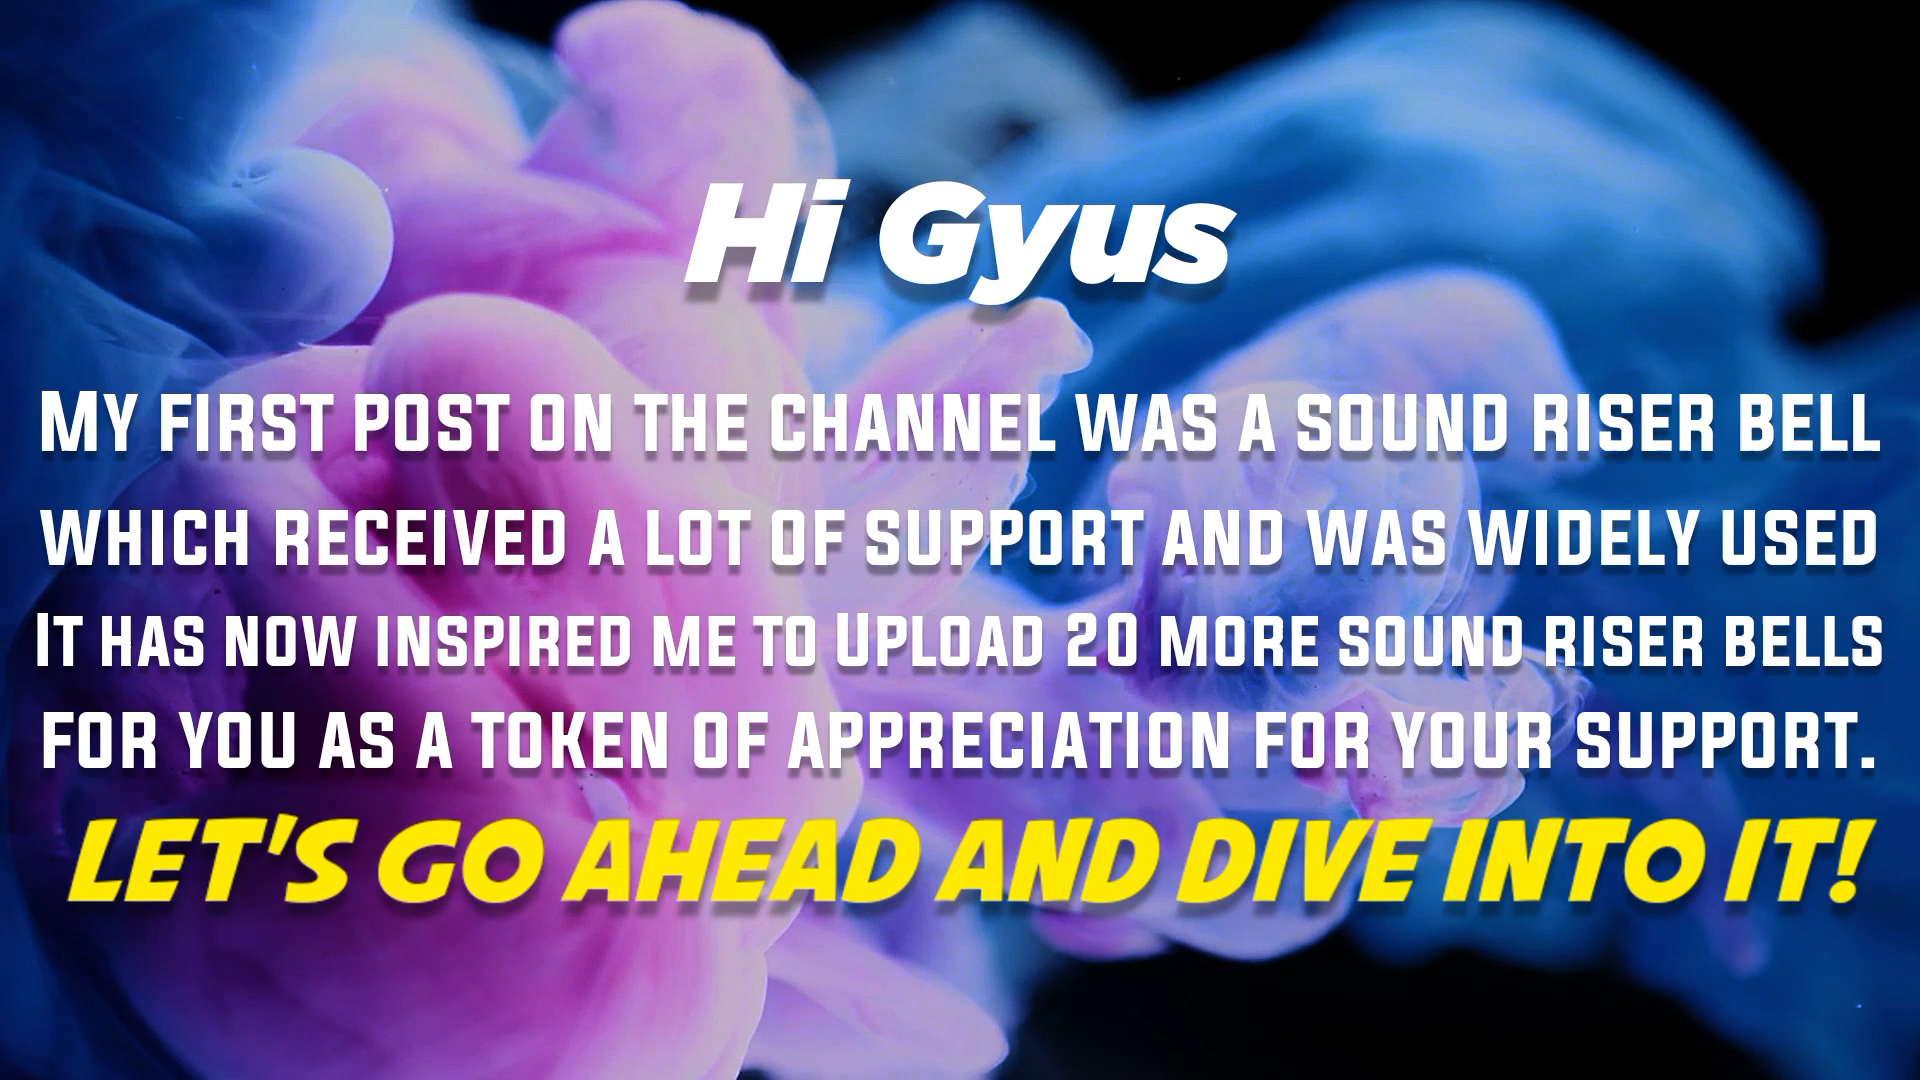 Hi Gyus
My first post on the channel was a sound riser bell
which received a lot of support and was widely used
It has now inspired me to Upload 20 more sound riser bells
for you as a token of appreciation for your support.
LET'S GO AHEAD AND DIVE INTO IT!